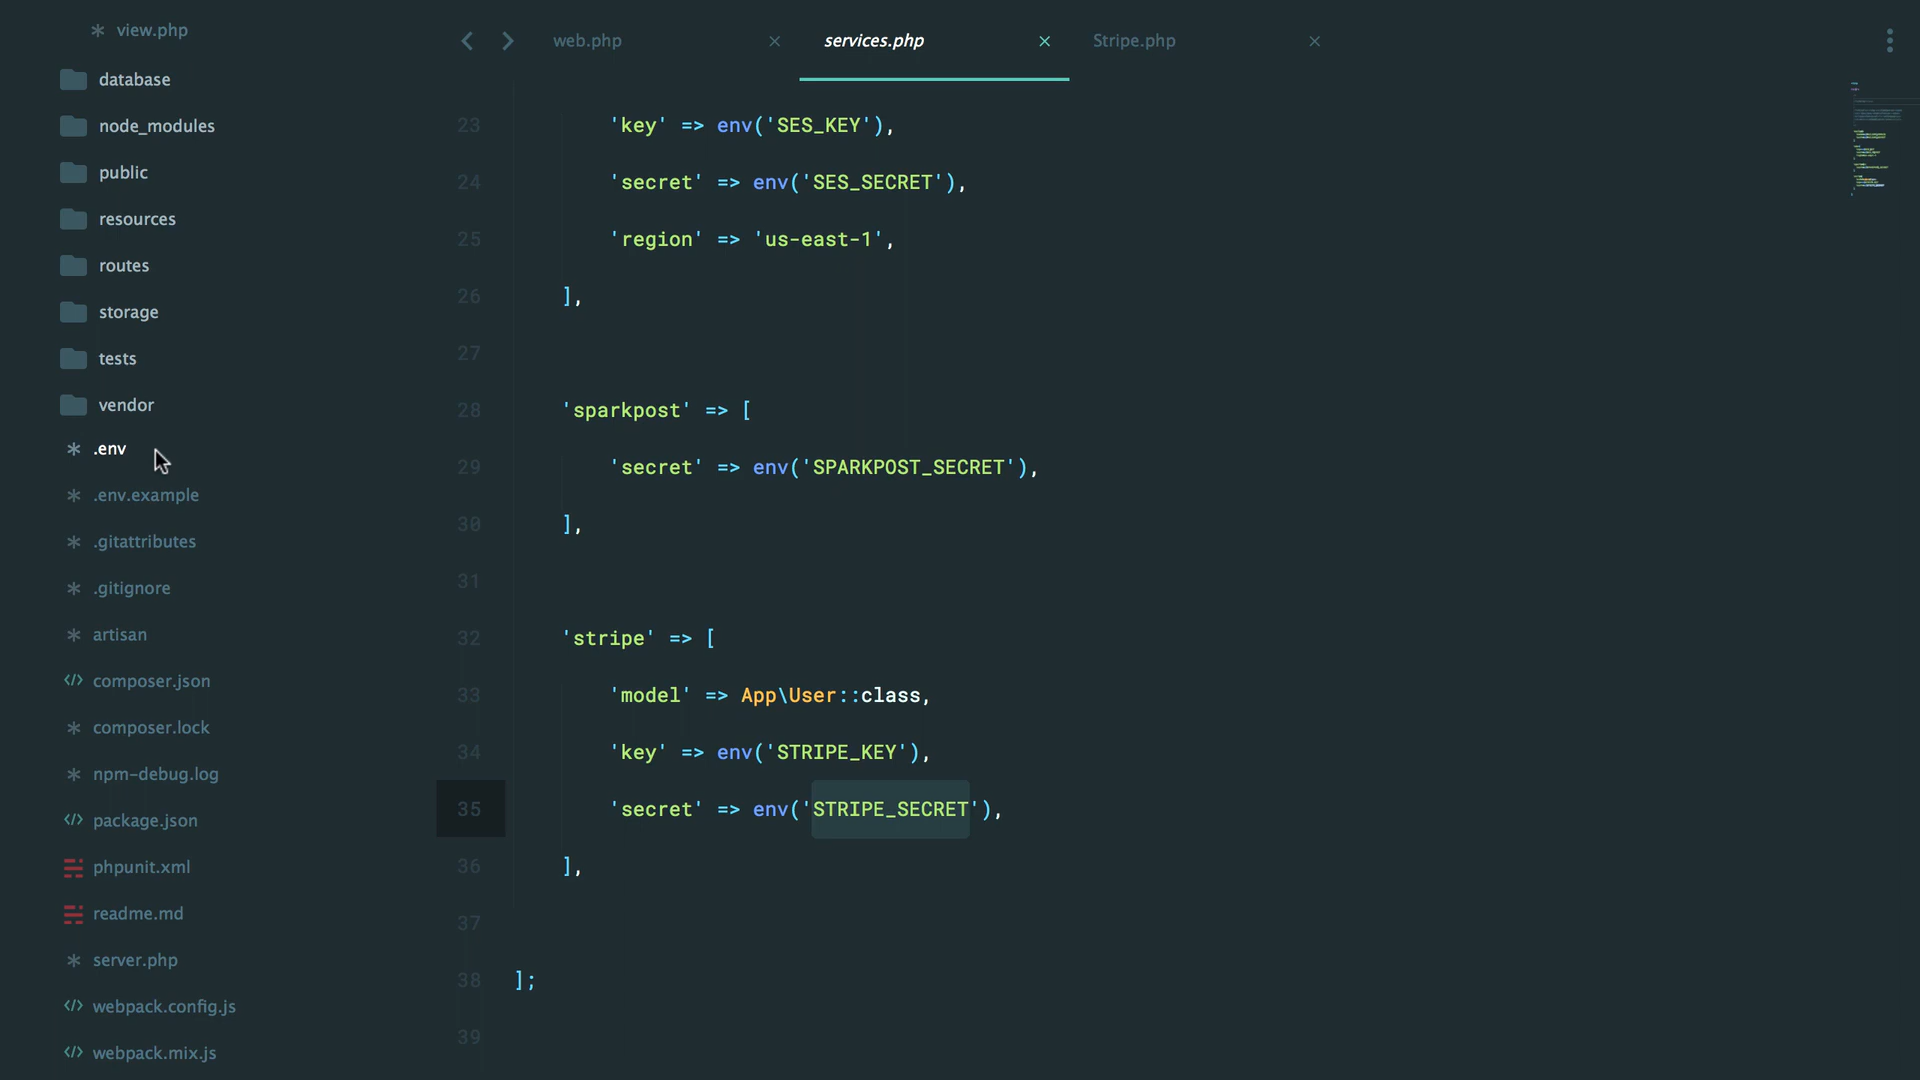 view.php
database
node_modules
public
resources
routes
storage
tests
vendor
.env
.env.example
.gitattributes
.gitignore
artisan
composer.json
composer.lock
npm-debug.log
package.json
phpunit.xml
readme.md
server.php
webpack.config.js
webpack.mix.js
web.php
services.php
Stripe.php
23 'key' => env('SES_KEY'),
24 'secret' => env('SES_SECRET'),
25 'region' => 'us-east-1',
26 ],
27
28 'sparkpost' => [
29 'secret' => env('SPARKPOST_SECRET'),
30 ],
31
32 'stripe' => [
33 'model' => App\User::class,
34 'key' => env('STRIPE_KEY'),
35 'secret' => env('STRIPE_SECRET'),
36 ],
37
38 ];
39